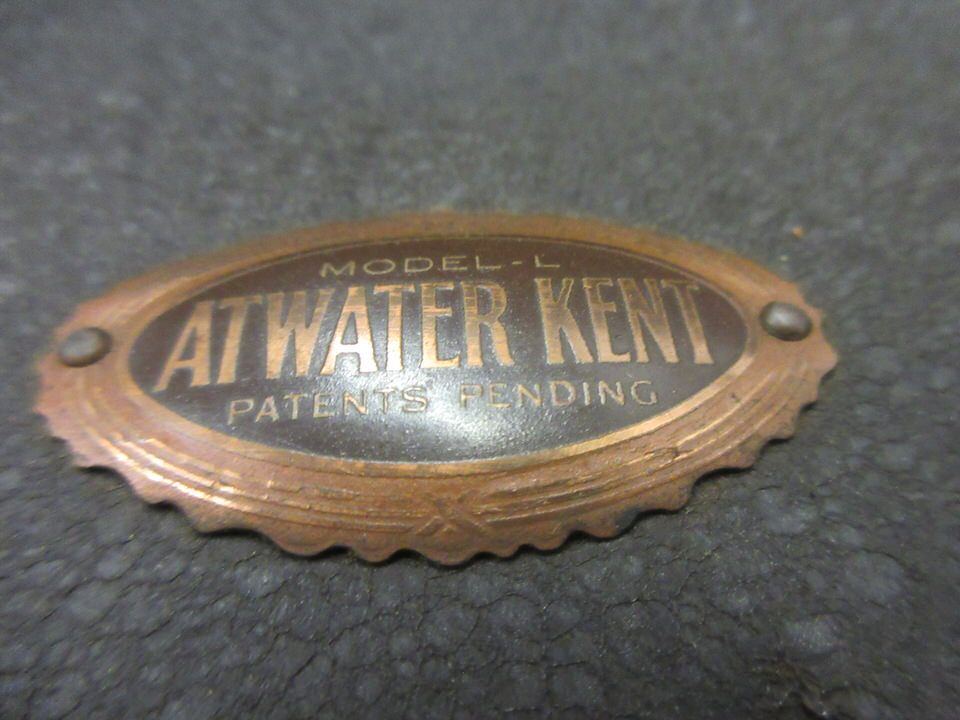 MODEL-L
ATWATER KENT
PATENTS PENDING